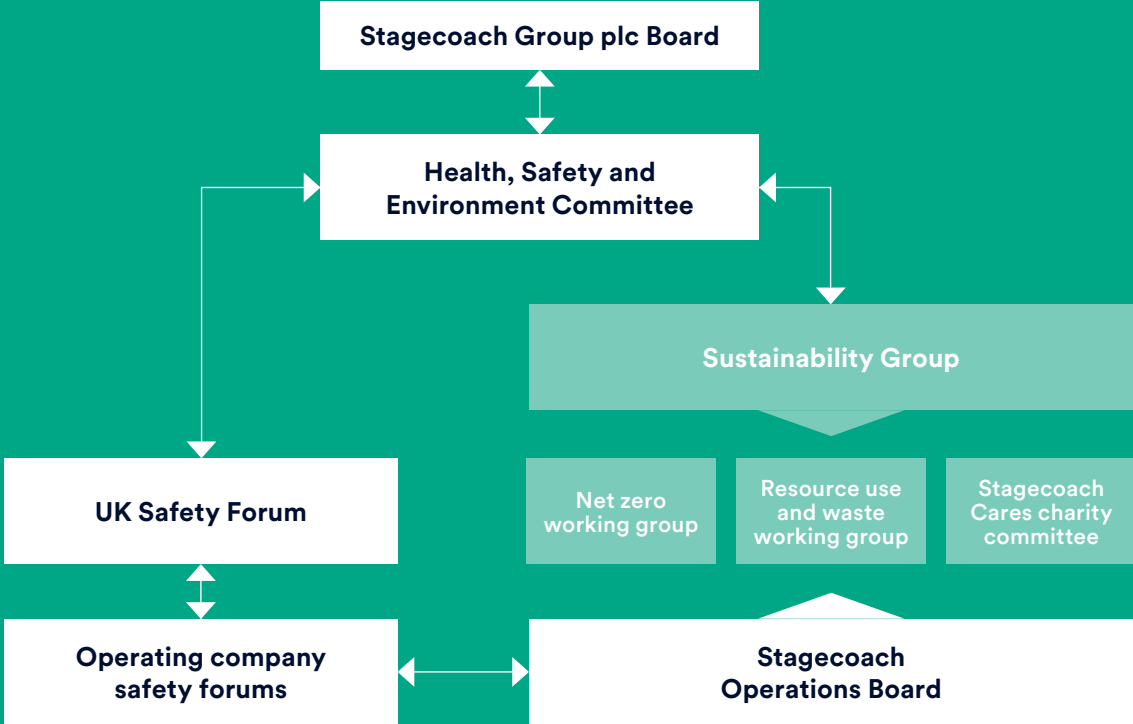 Stagecoach Group plc Board
Health, Safety and
Environment Committee
Sustainability Group
UK Safety Forum
Net zero
working group
Resource use
and waste
working group
Stagecoach
Cares charity
committee
Operating company
safety forums
Stagecoach
Operations Board